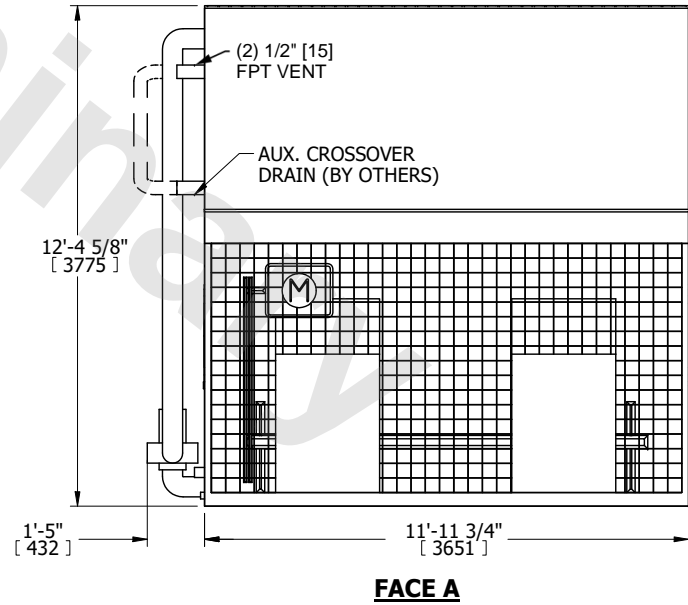 (2) 1/2" [15]
FPT VENT
AUX. CROSSOVER
DRAIN (BY OTHERS)
12'-4 5/8"
[ 3775 ]
M
1'-5"
[ 432 ]
11'-11 3/4"
[ 3651 ]
FACE A
inary